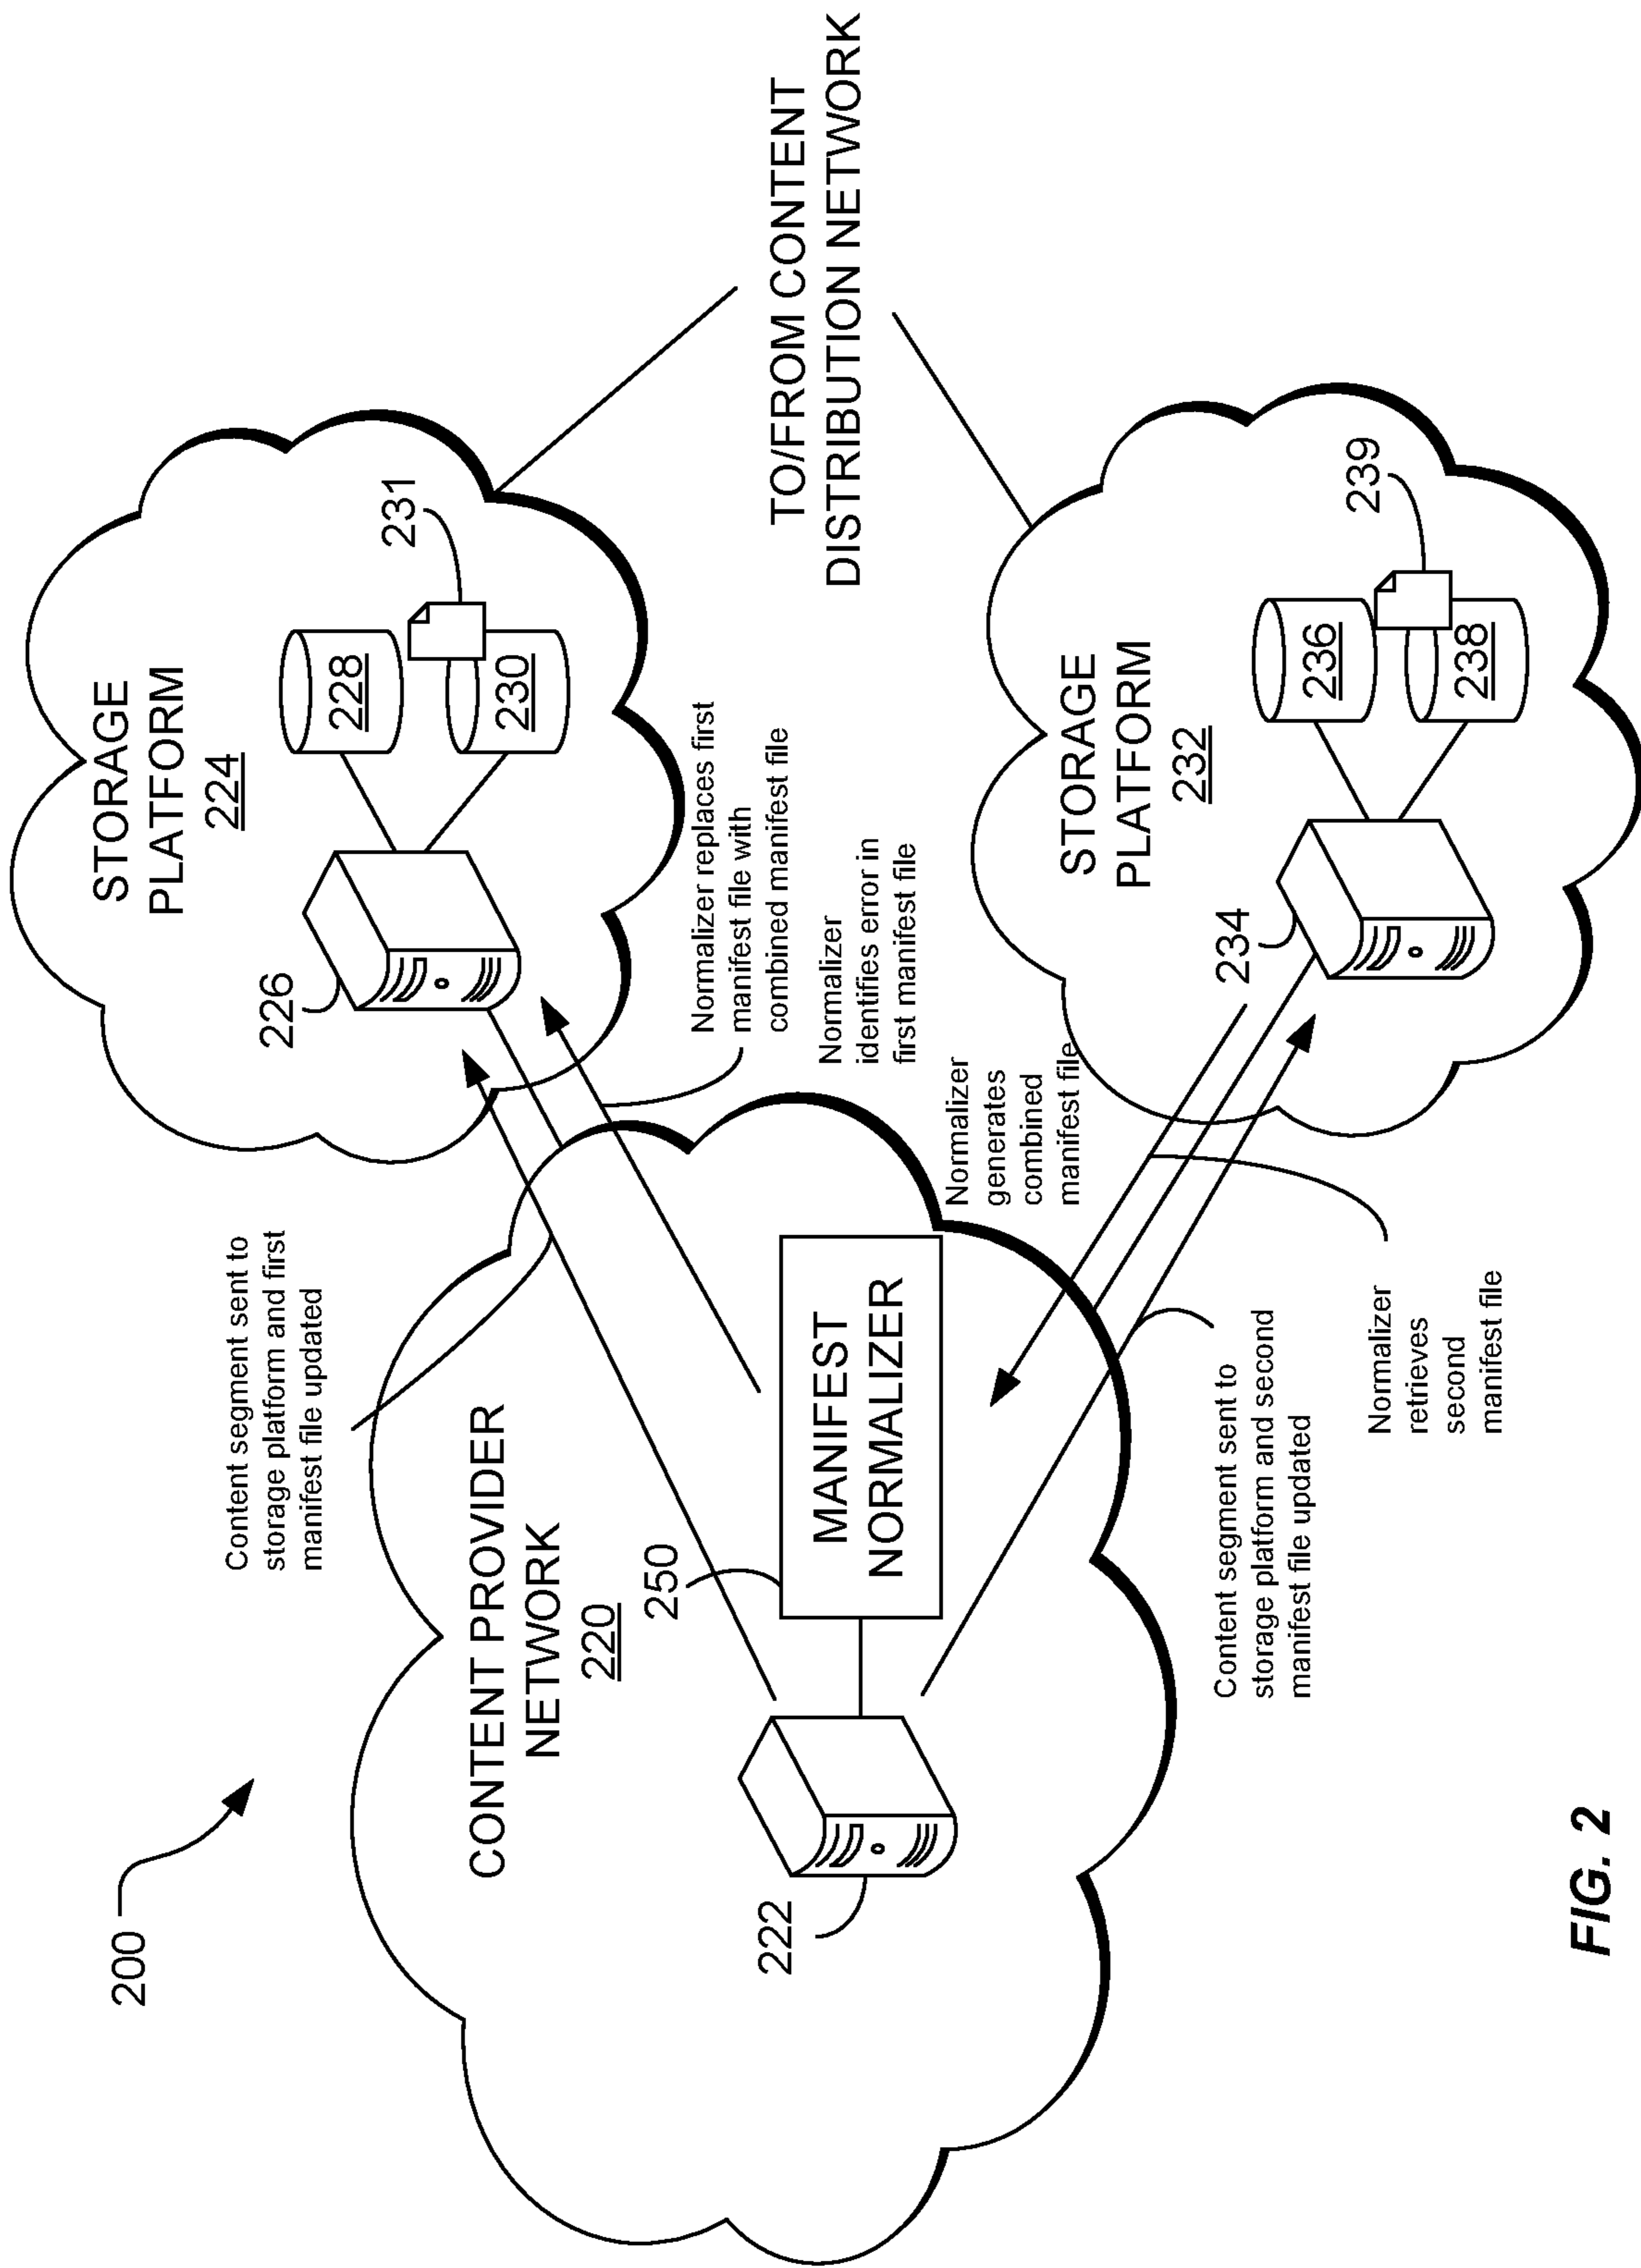 200
STORAGE
PLATFORM
224
226
228
230
231
CONTENT PROVIDER
NETWORK
220
222
250
MANIFEST
NORMALIZER
Content segment sent to
storage platform and first
manifest file updated
Normalizer replaces first
manifest file with
combined manifest file
Normalizer
identifies error in
first manifest file
Normalizer
generates
combined
manifest file
TO/FROM CONTENT
DISTRIBUTION NETWORK
STORAGE
PLATFORM
232
234
236
238
239
Content segment sent to
storage platform and second
manifest file updated
Normalizer
retrieves
second
manifest file
FIG. 2